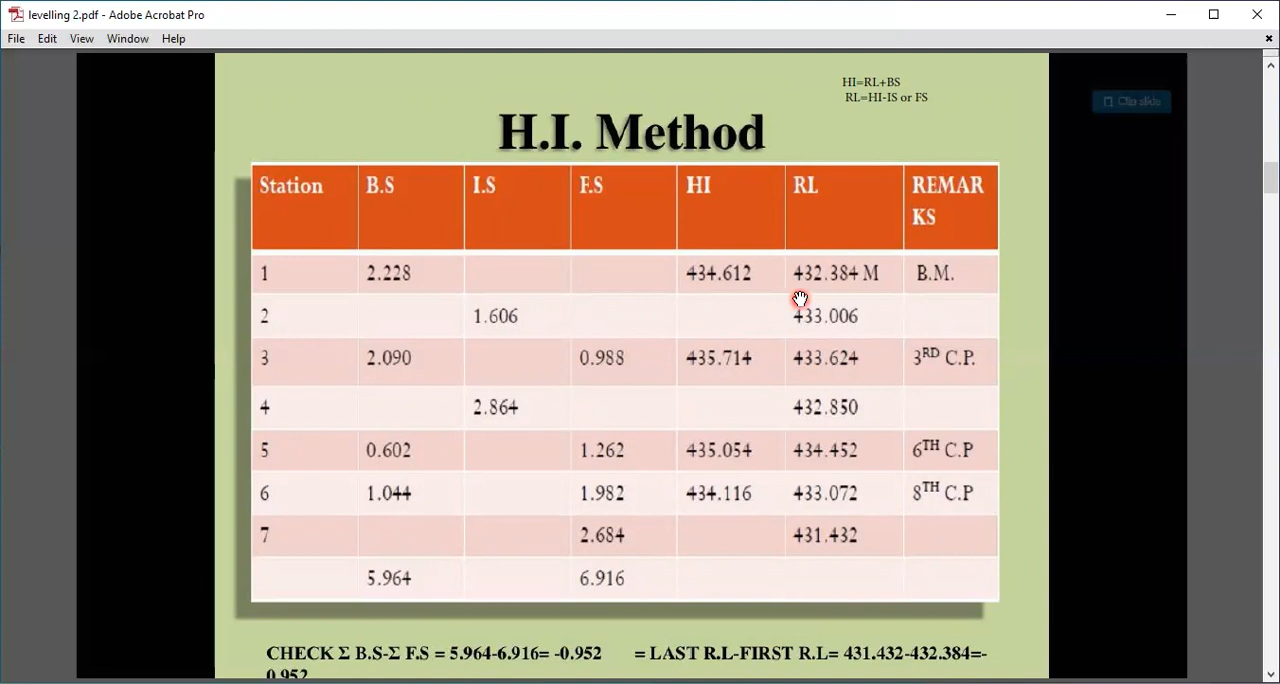 levelling 2.pdf - Adobe Acrobat Pro
File Edit View Window Help
HI=RL+BS
RL=HI-IS or FS
Clip slide
H.I. Method
Station B.S I.S F.S HI RL REMAR
KS
1 2.228 434.612 432.384 M B.M.
2 1.606 433.006
3 2.090 0.988 435.714 433.624 3RD C.P.
4 2.864 432.850
5 0.602 1.262 435.054 434.452 6TH C.P
6 1.044 1.982 434.116 433.072 8TH C.P
7 2.684 431.432
5.964 6.916
CHECK Σ B.S-Σ F.S = 5.964-6.916= -0.952 = LAST R.L-FIRST R.L= 431.432-432.384=-
0.952